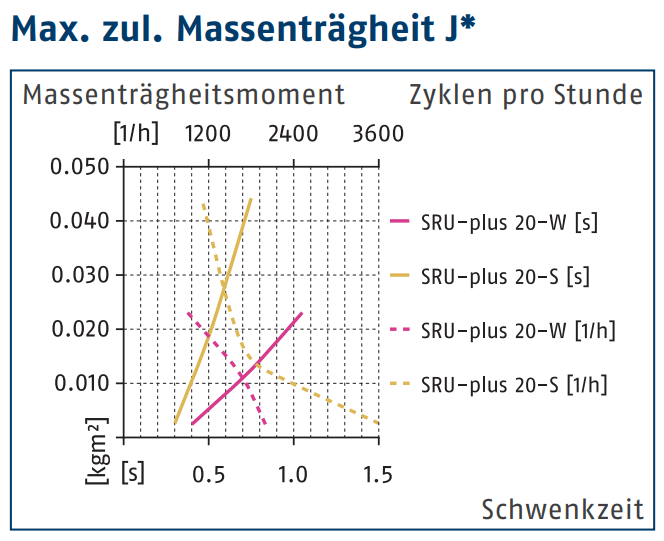 Max. zul. Massenträgheit J*
Massenträgheitsmoment Zyklen pro Stunde
[1/h] 1200 2400 3600
0.050
0.040
0.030
0.020
0.010
[kgm²]
[s] 0.5 1.0 1.5
SRU-plus 20-W [s]
SRU-plus 20-S [s]
SRU-plus 20-W [1/h]
SRU-plus 20-S [1/h]
Schwenkzeit